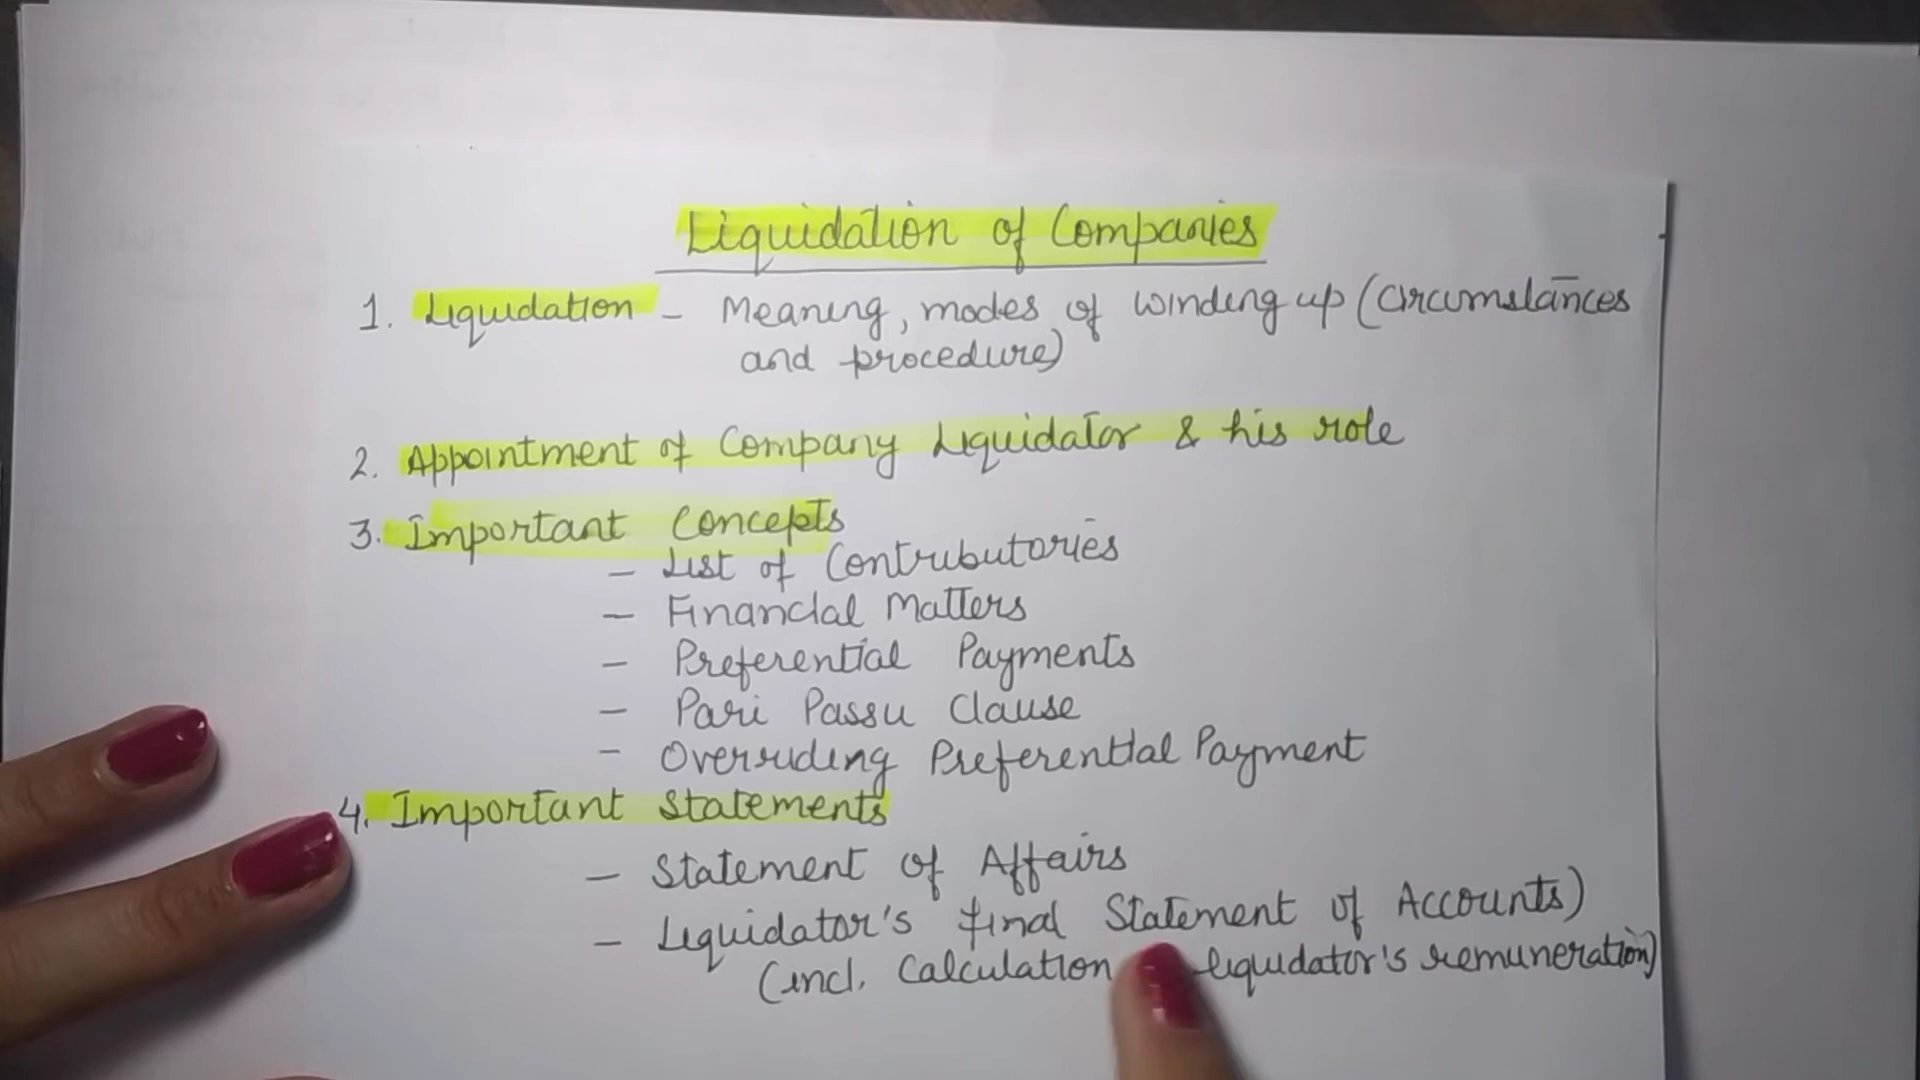 Liquidation of Companies
1. Liquidation - Meaning, modes of winding up (circumstances
and procedure)
2. Appointment of Company Liquidator & his role
3. Important Concepts
- List of Contributories
- Financial Matters
- Preferential Payments
- Pari Passu Clause
- Overriding Preferential Payment
4. Important Statements
- Statement of Affairs
- Liquidator's final Statement of Accounts)
(incl. Calculation liquidator's remuneration)